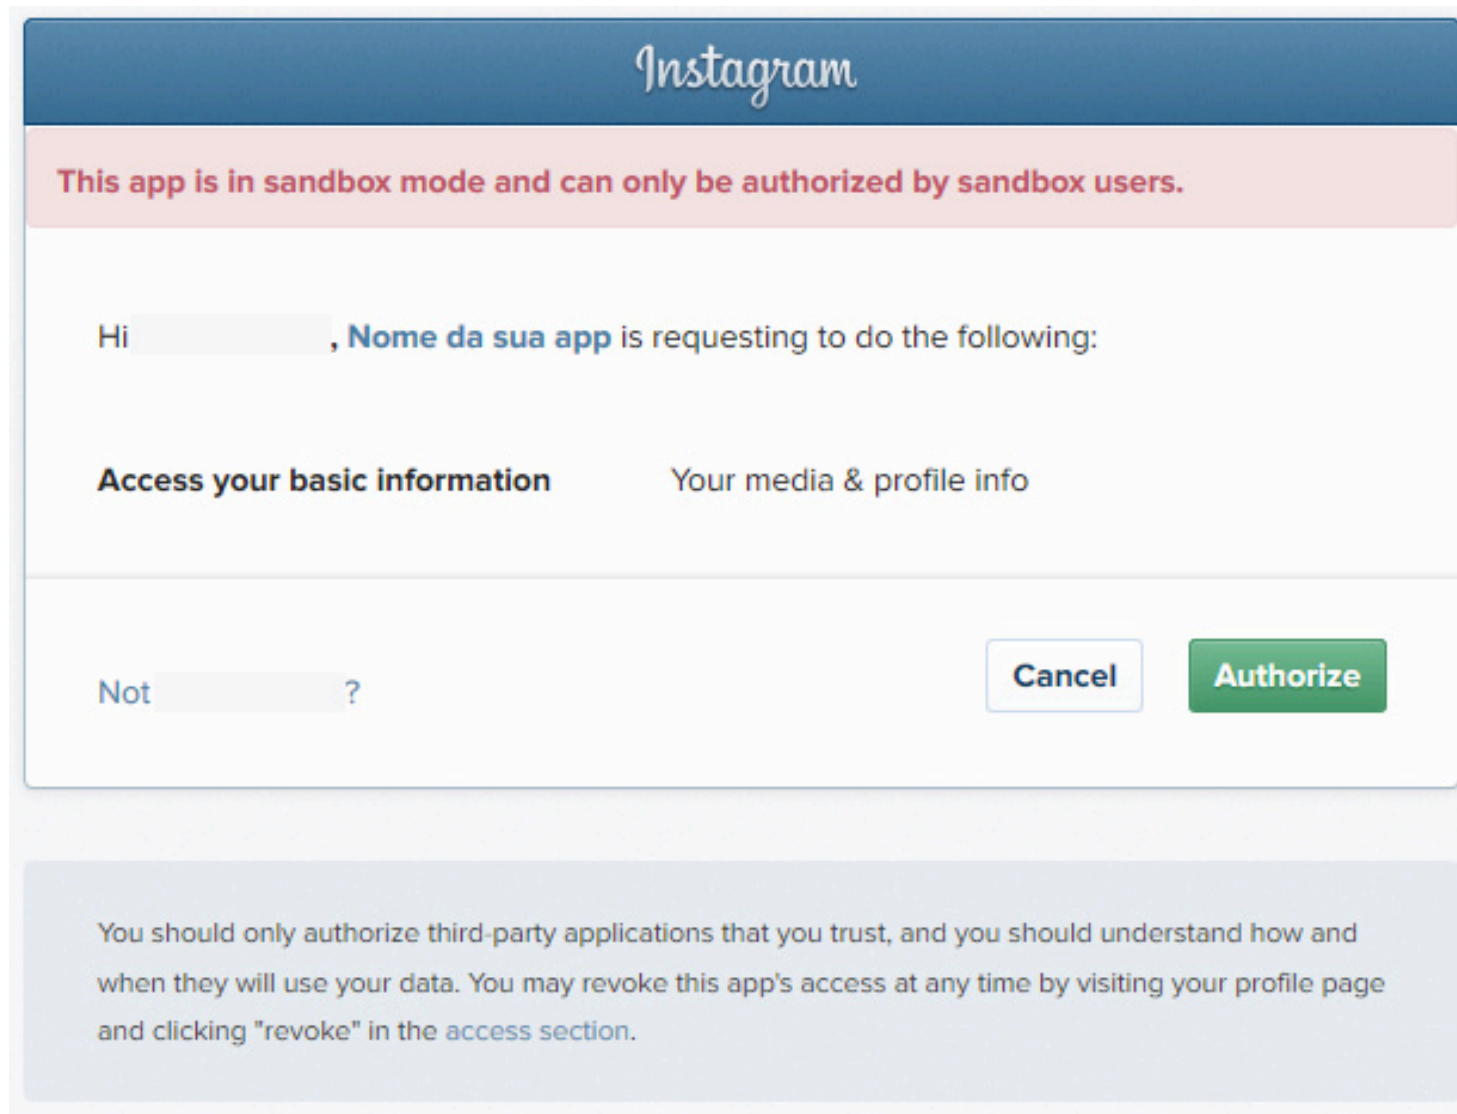 Instagram
This app is in sandbox mode and can only be authorized by sandbox users.
Hi , Nome da sua app is requesting to do the following:
Access your basic information Your media & profile info
Not ?
Cancel Authorize
You should only authorize third-party applications that you trust, and you should understand how and
when they will use your data. You may revoke this app's access at any time by visiting your profile page
and clicking "revoke" in the access section.